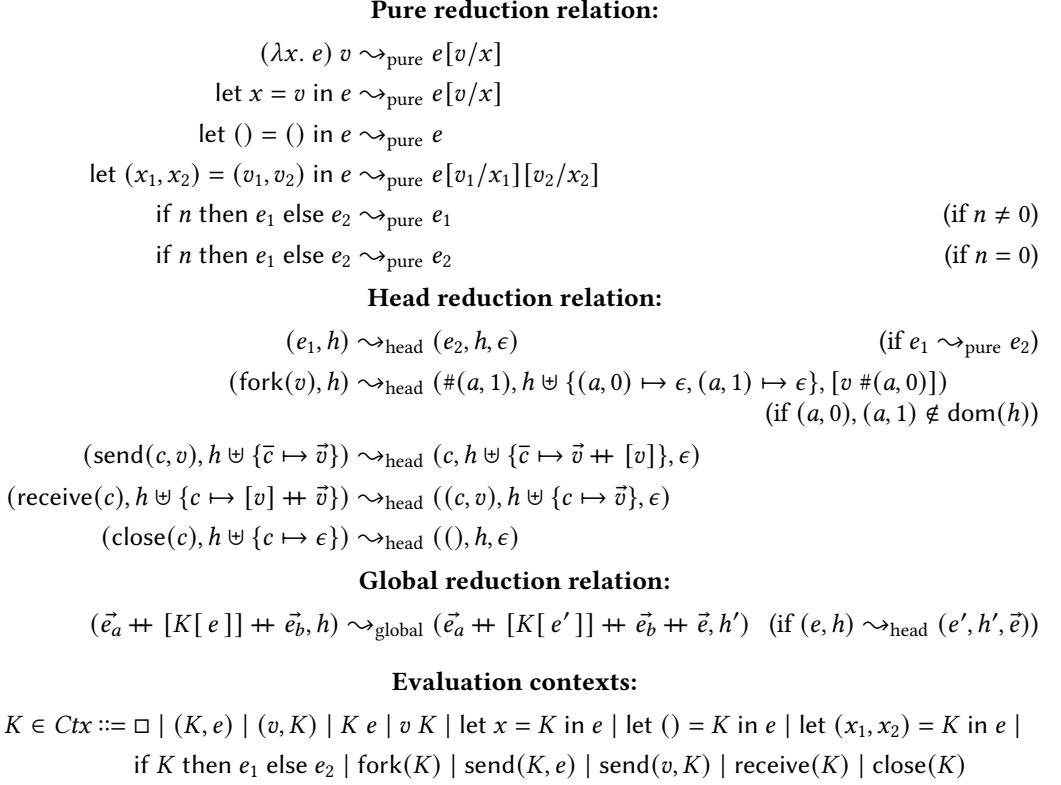 Pure reduction relation:
(λx. e) v ⇝pure e[v/x]
let x = v in e ⇝pure e[v/x]
let () = () in e ⇝pure e
let (x₁, x₂) = (v₁, v₂) in e ⇝pure e[v₁/x₁][v₂/x₂]
if n then e₁ else e₂ ⇝pure e₁ (if n ≠ 0)
if n then e₁ else e₂ ⇝pure e₂ (if n = 0)
Head reduction relation:
(e₁, h) ⇝head (e₂, h, ϵ) (if e₁ ⇝pure e₂)
(fork(v), h) ⇝head (#(a, 1), h ⊎ {(a, 0) ↦ ϵ, (a, 1) ↦ ϵ}, [v #(a, 0)])
(if (a, 0), (a, 1) ∉ dom(h))
(send(c, v), h ⊎ {c̅ ↦ v⃗}) ⇝head (c, h ⊎ {c̅ ↦ v⃗ ⧺ [v]}, ϵ)
(receive(c), h ⊎ {c ↦ [v] ⧺ v⃗}) ⇝head ((c, v), h ⊎ {c ↦ v⃗}, ϵ)
(close(c), h ⊎ {c ↦ ϵ}) ⇝head ((), h, ϵ)
Global reduction relation:
(e⃗ₐ ⧺ [K[ e ]] ⧺ e⃗_b, h) ⇝global (e⃗ₐ ⧺ [K[ e′ ]] ⧺ e⃗_b ⧺ e⃗, h′) (if (e, h) ⇝head (e′, h′, e⃗))
Evaluation contexts:
K ∈ Ctx ::= □ | (K, e) | (v, K) | K e | v K | let x = K in e | let () = K in e | let (x₁, x₂) = K in e |
if K then e₁ else e₂ | fork(K) | send(K, e) | send(v, K) | receive(K) | close(K)